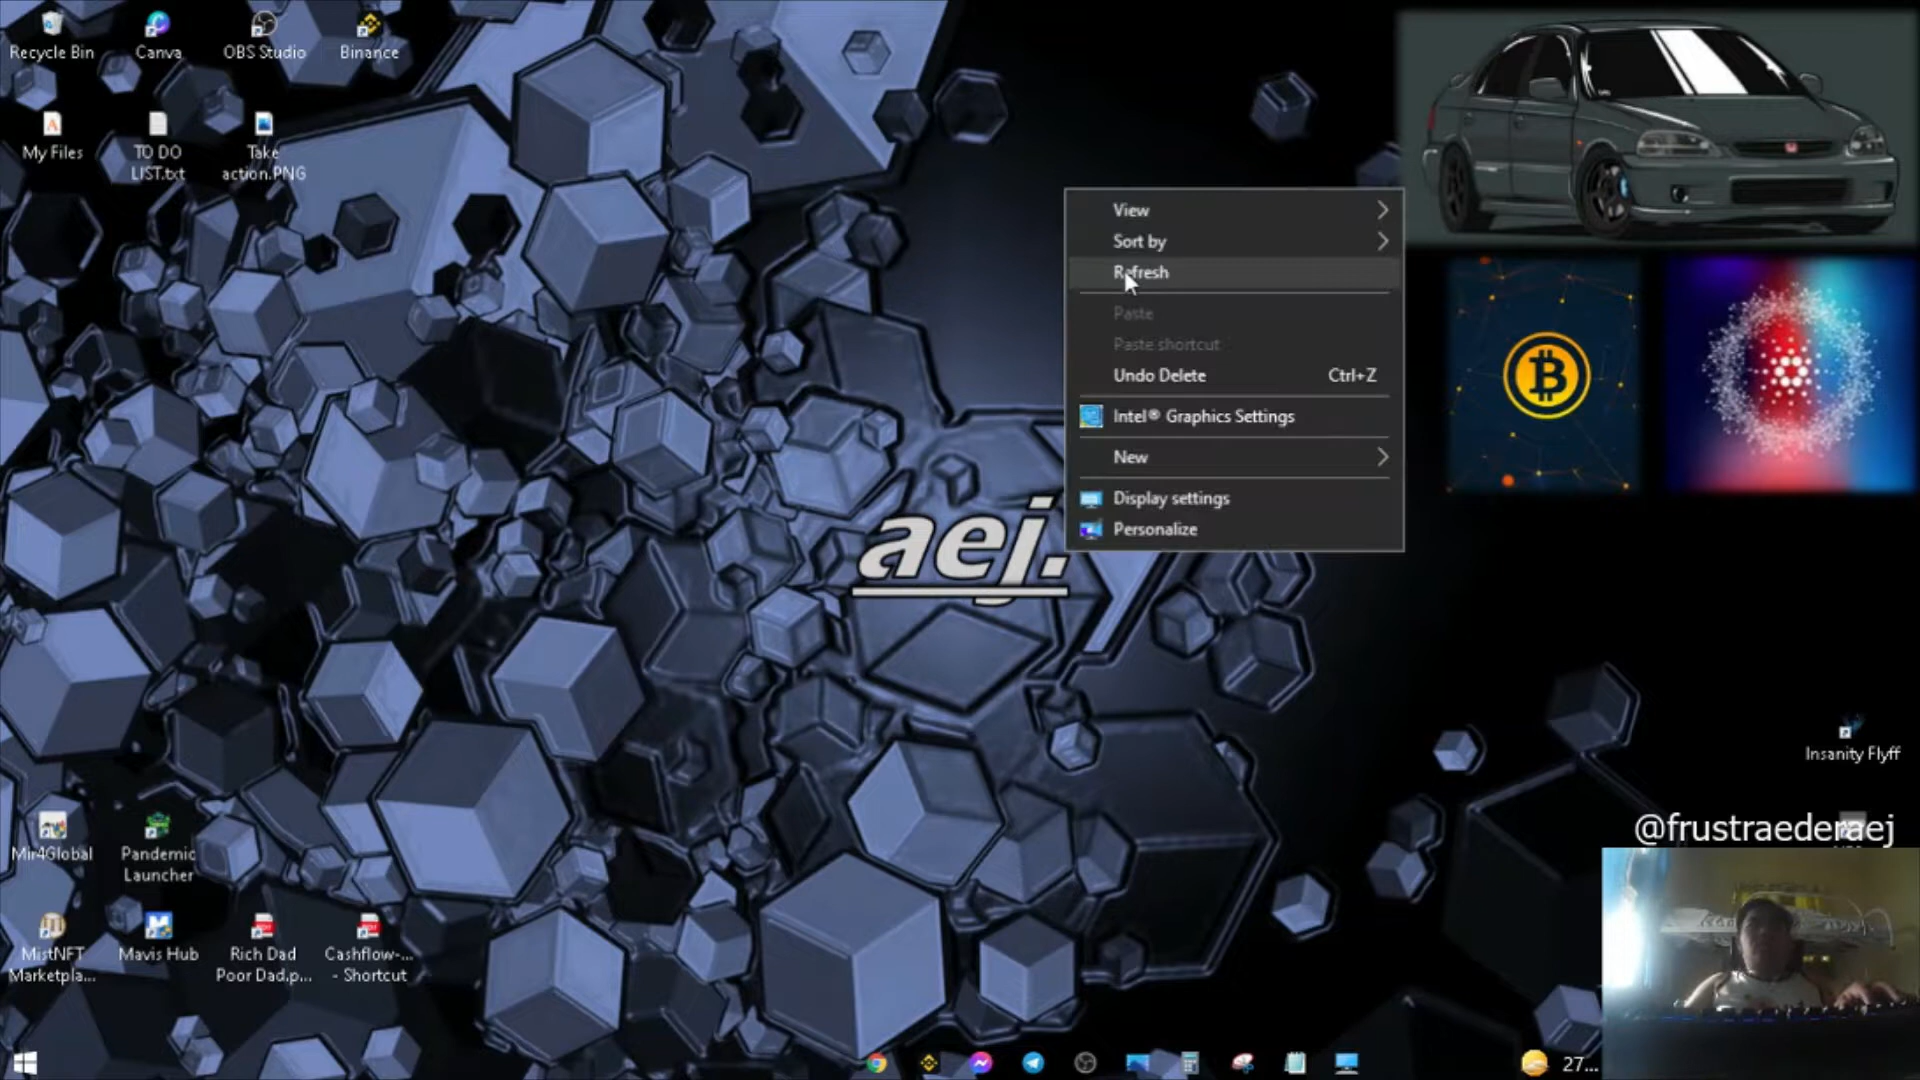 Recycle Bin
Canva
OBS Studio
Binance
My Files
TO DO
LIST.txt
Take
action.PNG
View
Sort by
Refresh
Paste
Paste shortcut
Undo Delete Ctrl+Z
Intel® Graphics Settings
New
Display settings
Personalize
aej.
Insanity Flyff
@frustraederaej
Mir4Global
Pandemic
Launcher
MistNFT
Marketpla...
Mavis Hub
Rich Dad
Poor Dad.p...
Cashflow-...
- Shortcut
27...